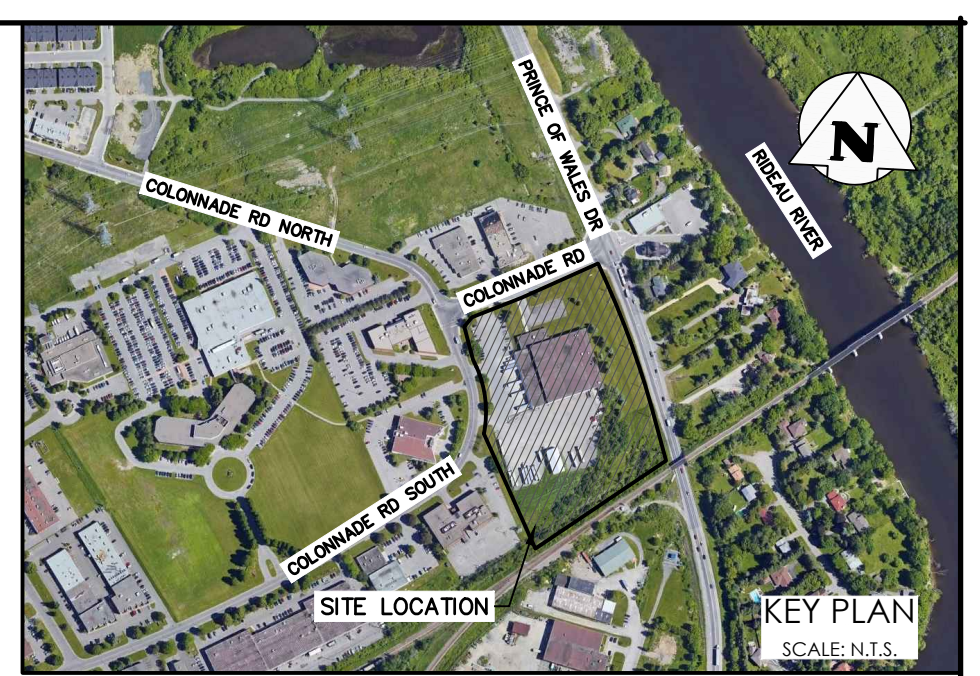 PRINCE OF WALES DR
N
RIDEAU RIVER
COLONNADE RD NORTH
COLONNADE RD
COLONNADE RD SOUTH
SITE LOCATION
KEY PLAN
SCALE: N.T.S.